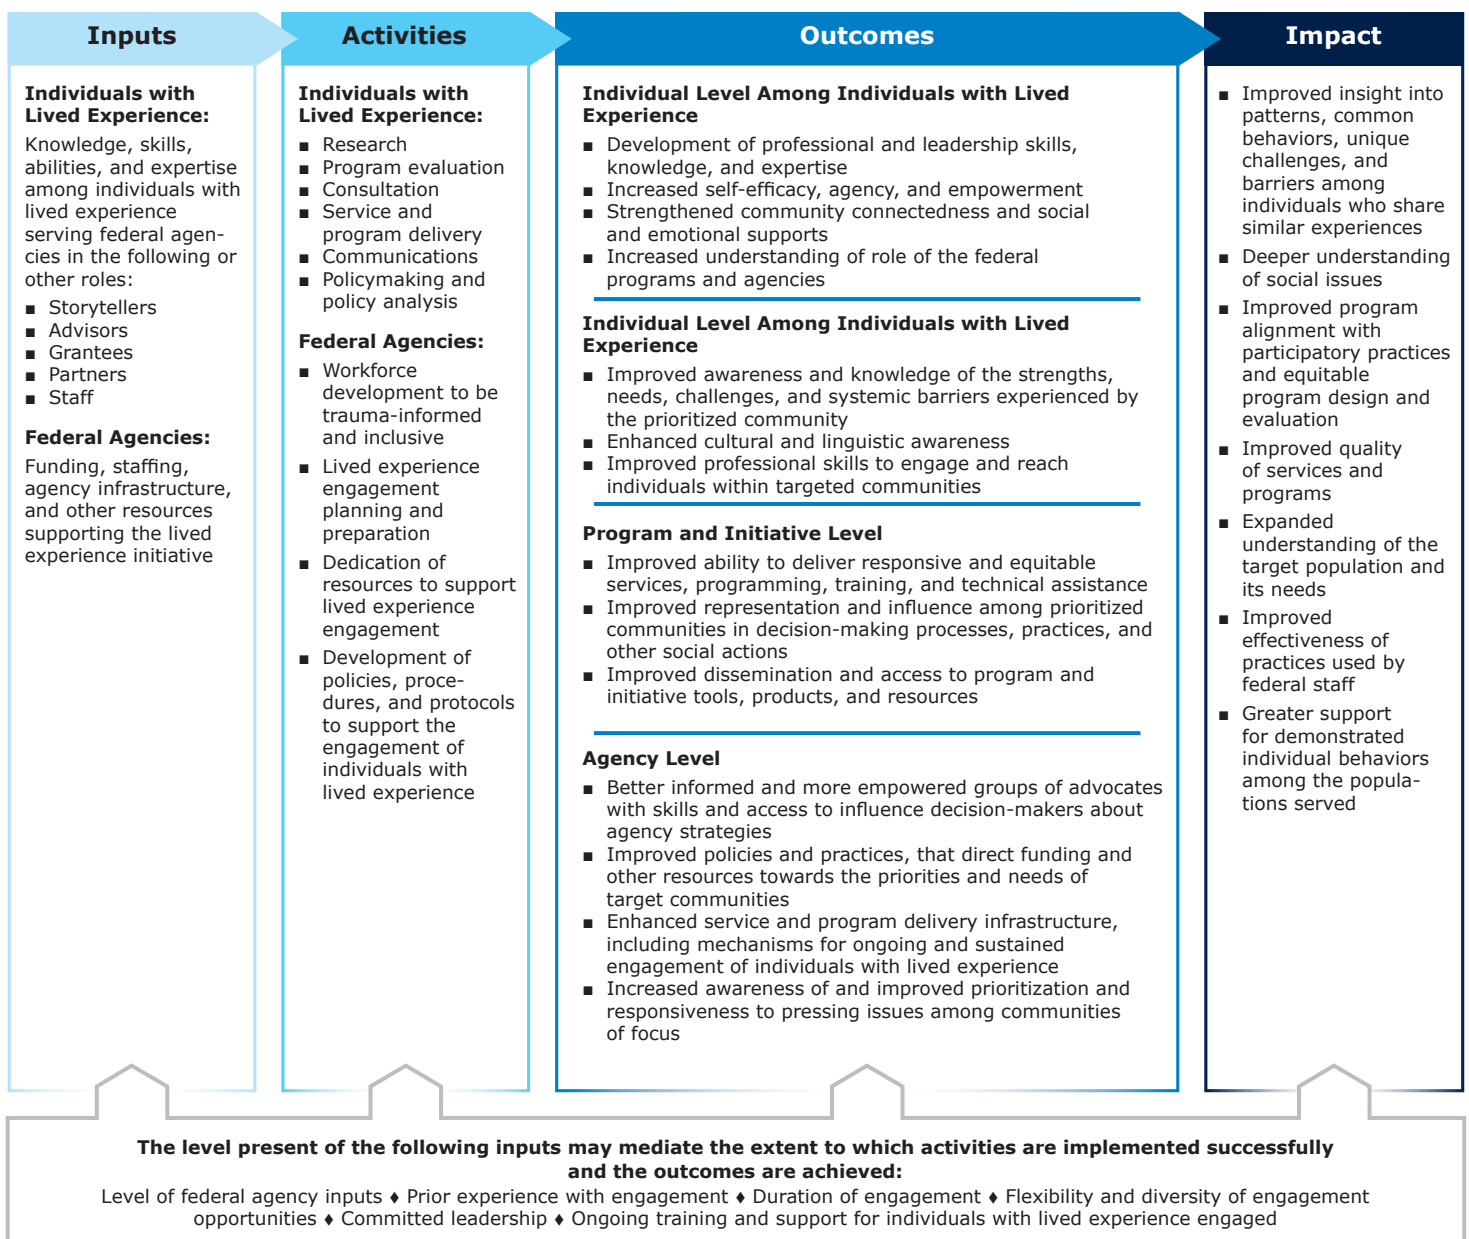 Inputs
Activities
Outcomes
Impact
Individuals with
Lived Experience:
Knowledge, skills,
abilities, and expertise
among individuals with
lived experience
serving federal agen-
cies in the following or
other roles:
■ Storytellers
■ Advisors
■ Grantees
■ Partners
■ Staff
Federal Agencies:
Funding, staffing,
agency infrastructure,
and other resources
supporting the lived
experience initiative
Individuals with
Lived Experience:
■ Research
■ Program evaluation
■ Consultation
■ Service and
program delivery
■ Communications
■ Policymaking and
policy analysis
Federal Agencies:
■ Workforce
development to be
trauma-informed
and inclusive
■ Lived experience
engagement
planning and
preparation
■ Dedication of
resources to support
lived experience
engagement
■ Development of
policies, proce-
dures, and protocols
to support the
engagement of
individuals with
lived experience
Individual Level Among Individuals with Lived
Experience
■ Development of professional and leadership skills,
knowledge, and expertise
■ Increased self-efficacy, agency, and empowerment
■ Strengthened community connectedness and social
and emotional supports
■ Increased understanding of role of the federal
programs and agencies
Individual Level Among Individuals with Lived
Experience
■ Improved awareness and knowledge of the strengths,
needs, challenges, and systemic barriers experienced by
the prioritized community
■ Enhanced cultural and linguistic awareness
■ Improved professional skills to engage and reach
individuals within targeted communities
Program and Initiative Level
■ Improved ability to deliver responsive and equitable
services, programming, training, and technical assistance
■ Improved representation and influence among prioritized
communities in decision-making processes, practices, and
other social actions
■ Improved dissemination and access to program and
initiative tools, products, and resources
Agency Level
■ Better informed and more empowered groups of advocates
with skills and access to influence decision-makers about
agency strategies
■ Improved policies and practices, that direct funding and
other resources towards the priorities and needs of
target communities
■ Enhanced service and program delivery infrastructure,
including mechanisms for ongoing and sustained
engagement of individuals with lived experience
■ Increased awareness of and improved prioritization and
responsiveness to pressing issues among communities
of focus
■ Improved insight into
patterns, common
behaviors, unique
challenges, and
barriers among
individuals who share
similar experiences
■ Deeper understanding
of social issues
■ Improved program
alignment with
participatory practices
and equitable
program design and
evaluation
■ Improved quality
of services and
programs
■ Expanded
understanding of the
target population and
its needs
■ Improved
effectiveness of
practices used by
federal staff
■ Greater support
for demonstrated
individual behaviors
among the popula-
tions served
The level present of the following inputs may mediate the extent to which activities are implemented successfully
and the outcomes are achieved:
Level of federal agency inputs ♦ Prior experience with engagement ♦ Duration of engagement ♦ Flexibility and diversity of engagement
opportunities ♦ Committed leadership ♦ Ongoing training and support for individuals with lived experience engaged